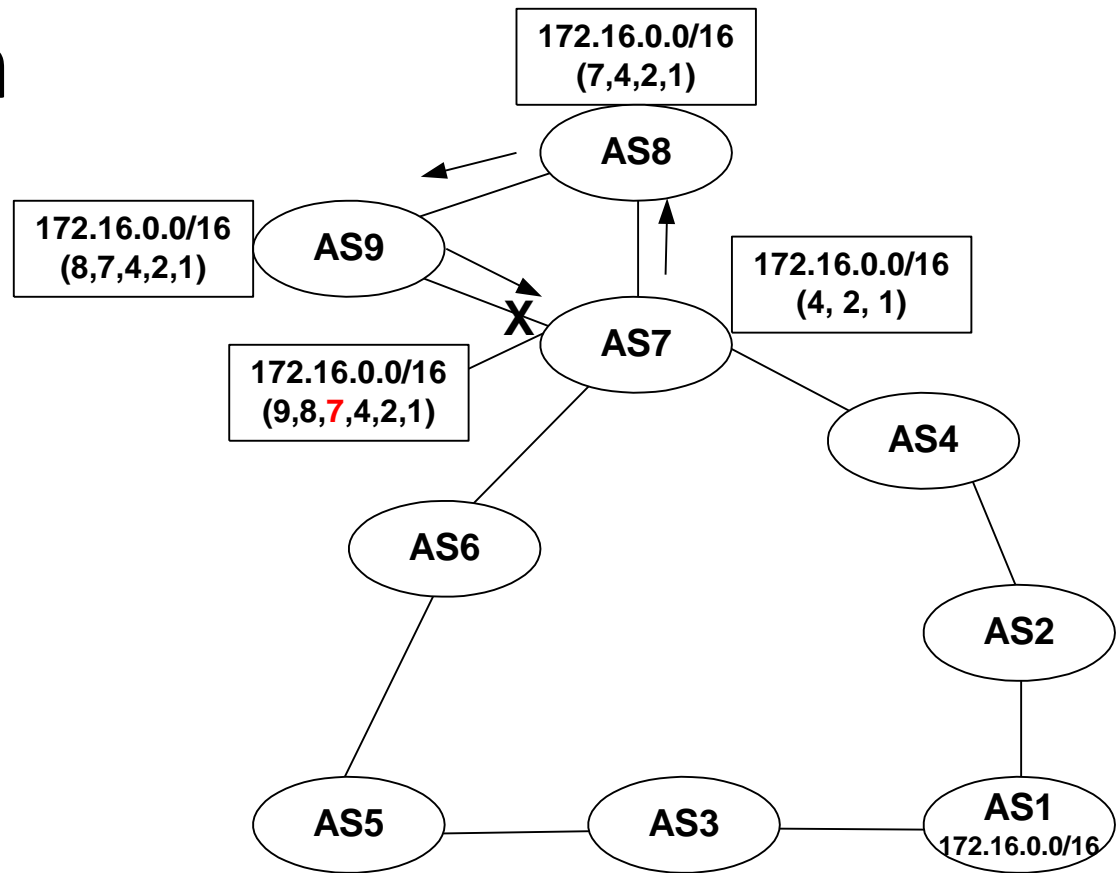 n
172.16.0.0/16
(7,4,2,1)
AS8
172.16.0.0/16
(8,7,4,2,1)
AS9
172.16.0.0/16
(4, 2, 1)
X
AS7
172.16.0.0/16
(9,8,7,4,2,1)
AS4
AS6
AS2
AS5
AS3
AS1
172.16.0.0/16